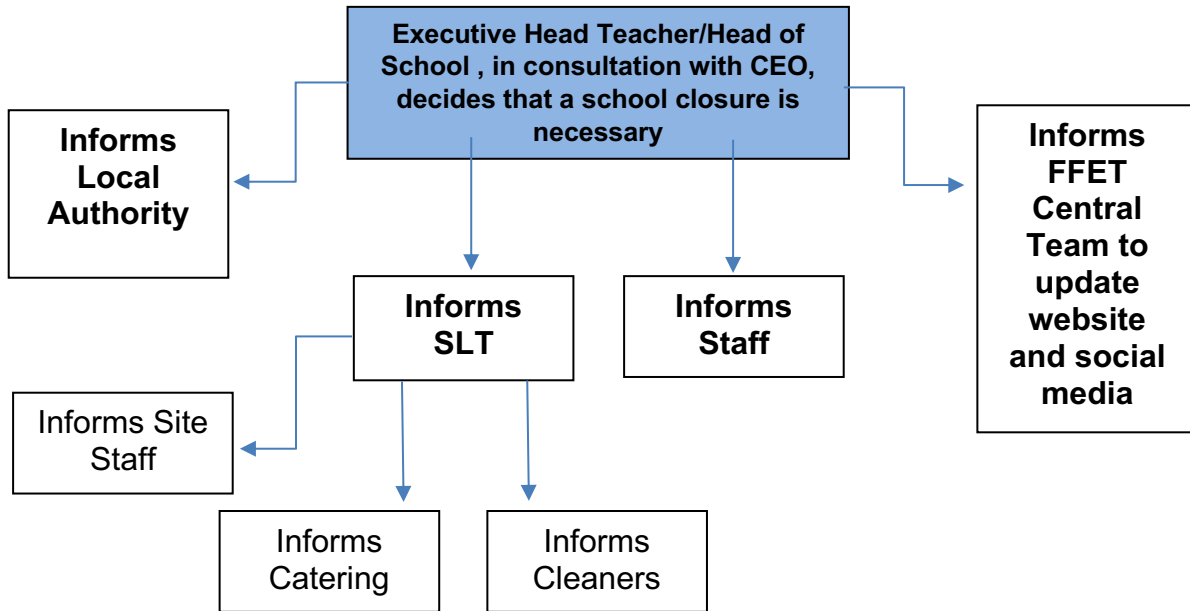 Executive Head Teacher/Head of
School , in consultation with CEO,
decides that a school closure is
necessary
Informs
Local
Authority
Informs
FFET
Central
Team to
update
website
and social
media
Informs
SLT
Informs
Staff
Informs Site
Staff
Informs
Catering
Informs
Cleaners